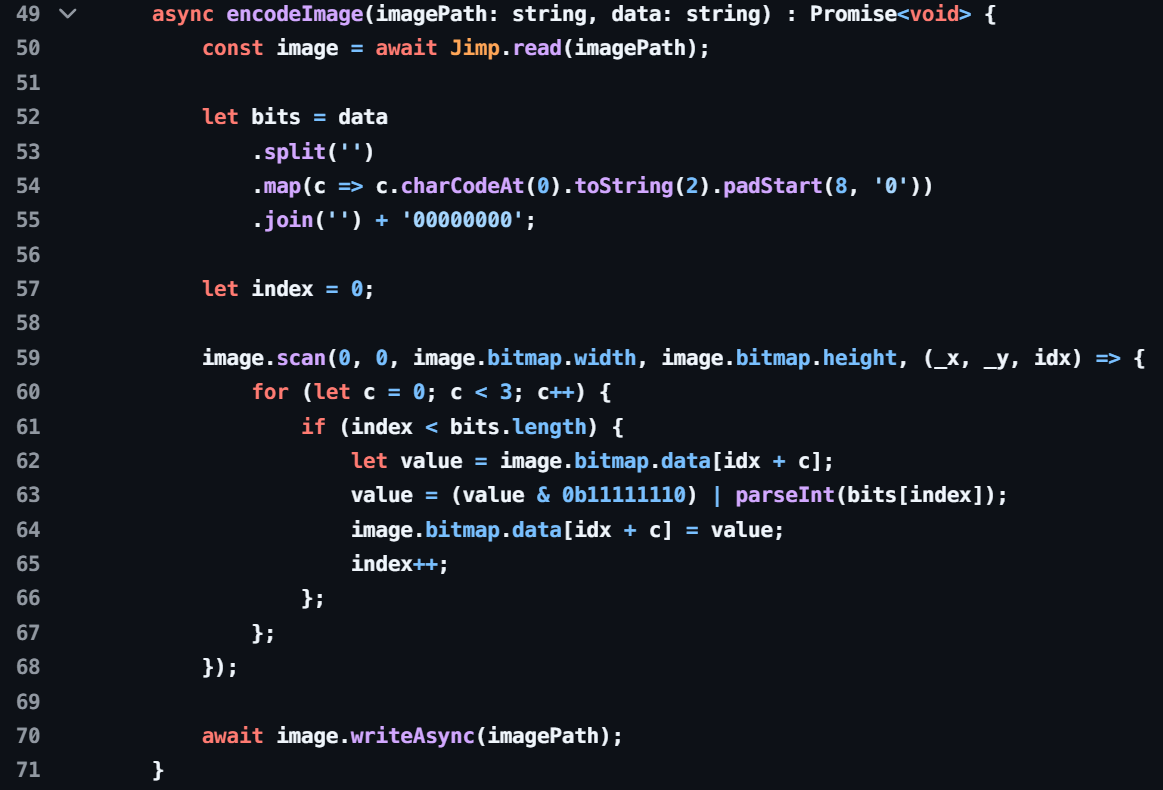 49 async encodeImage(imagePath: string, data: string) : Promise<void> {
50 const image = await Jimp.read(imagePath);
51
52 let bits = data
53 .split('')
54 .map(c => c.charCodeAt(0).toString(2).padStart(8, '0'))
55 .join('') + '00000000';
56
57 let index = 0;
58
59 image.scan(0, 0, image.bitmap.width, image.bitmap.height, (_x, _y, idx) => {
60 for (let c = 0; c < 3; c++) {
61 if (index < bits.length) {
62 let value = image.bitmap.data[idx + c];
63 value = (value & 0b11111110) | parseInt(bits[index]);
64 image.bitmap.data[idx + c] = value;
65 index++;
66 };
67 };
68 });
69
70 await image.writeAsync(imagePath);
71 }